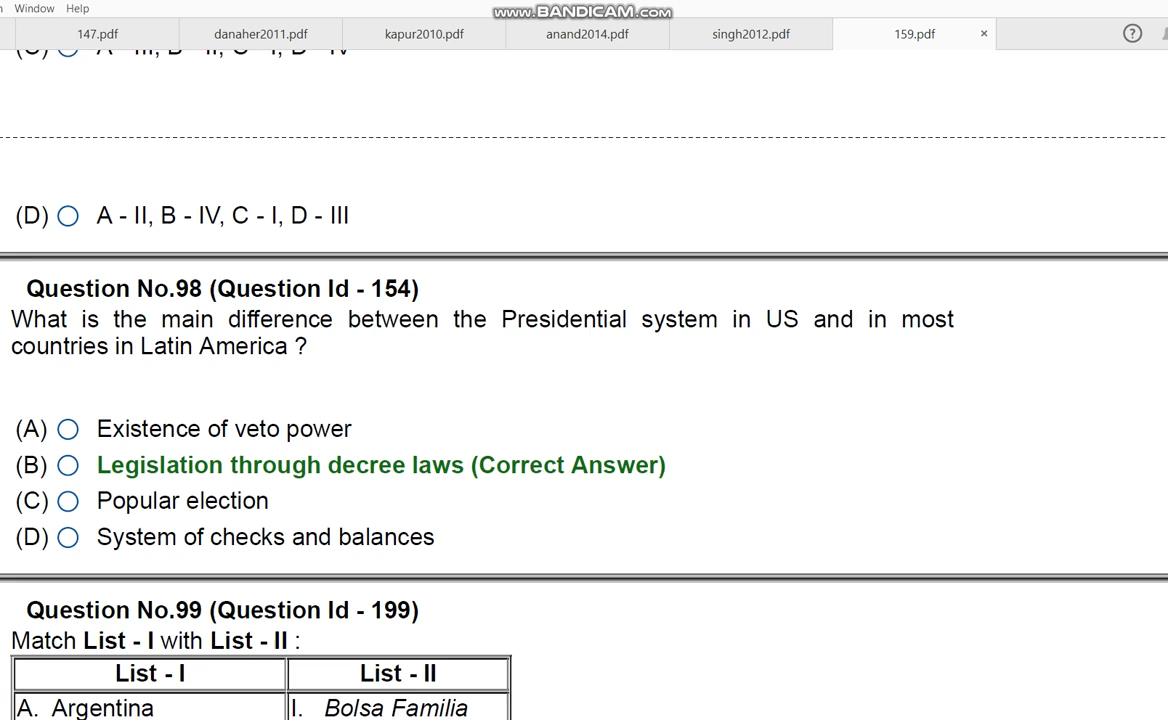 Window Help
www.BANDICAM.com
147.pdf danaher2011.pdf kapur2010.pdf anand2014.pdf singh2012.pdf 159.pdf ×
(D) A - II, B - IV, C - I, D - III
Question No.98 (Question Id - 154)
What is the main difference between the Presidential system in US and in most
countries in Latin America ?
(A) Existence of veto power
(B) Legislation through decree laws (Correct Answer)
(C) Popular election
(D) System of checks and balances
Question No.99 (Question Id - 199)
Match List - I with List - II :
List - I List - II
A. Argentina I. Bolsa Familia